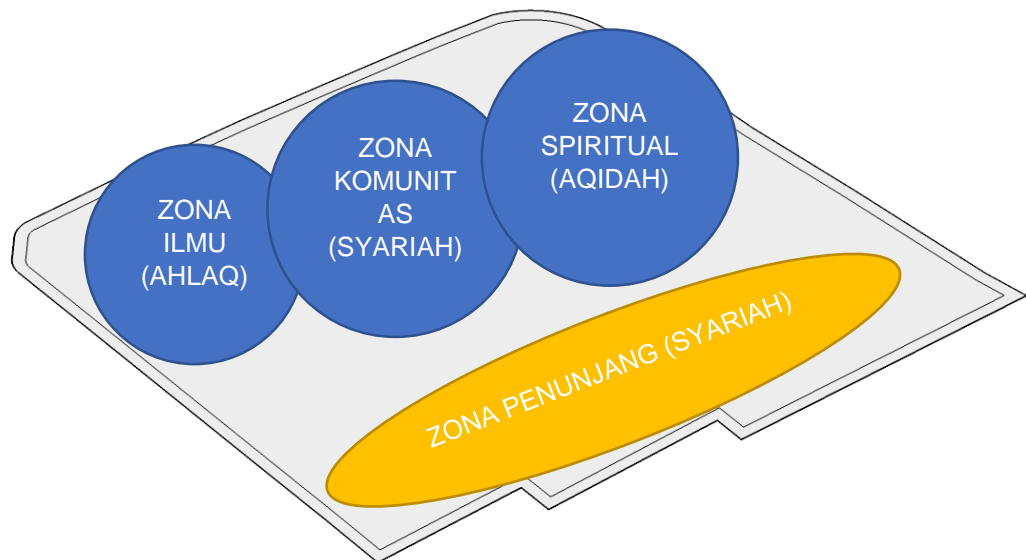 ZONA
ILMU
(AHLAQ)
ZONA
KOMUNIT
AS
(SYARIAH)
ZONA
SPIRITUAL
(AQIDAH)
ZONA PENUNJANG (SYARIAH)